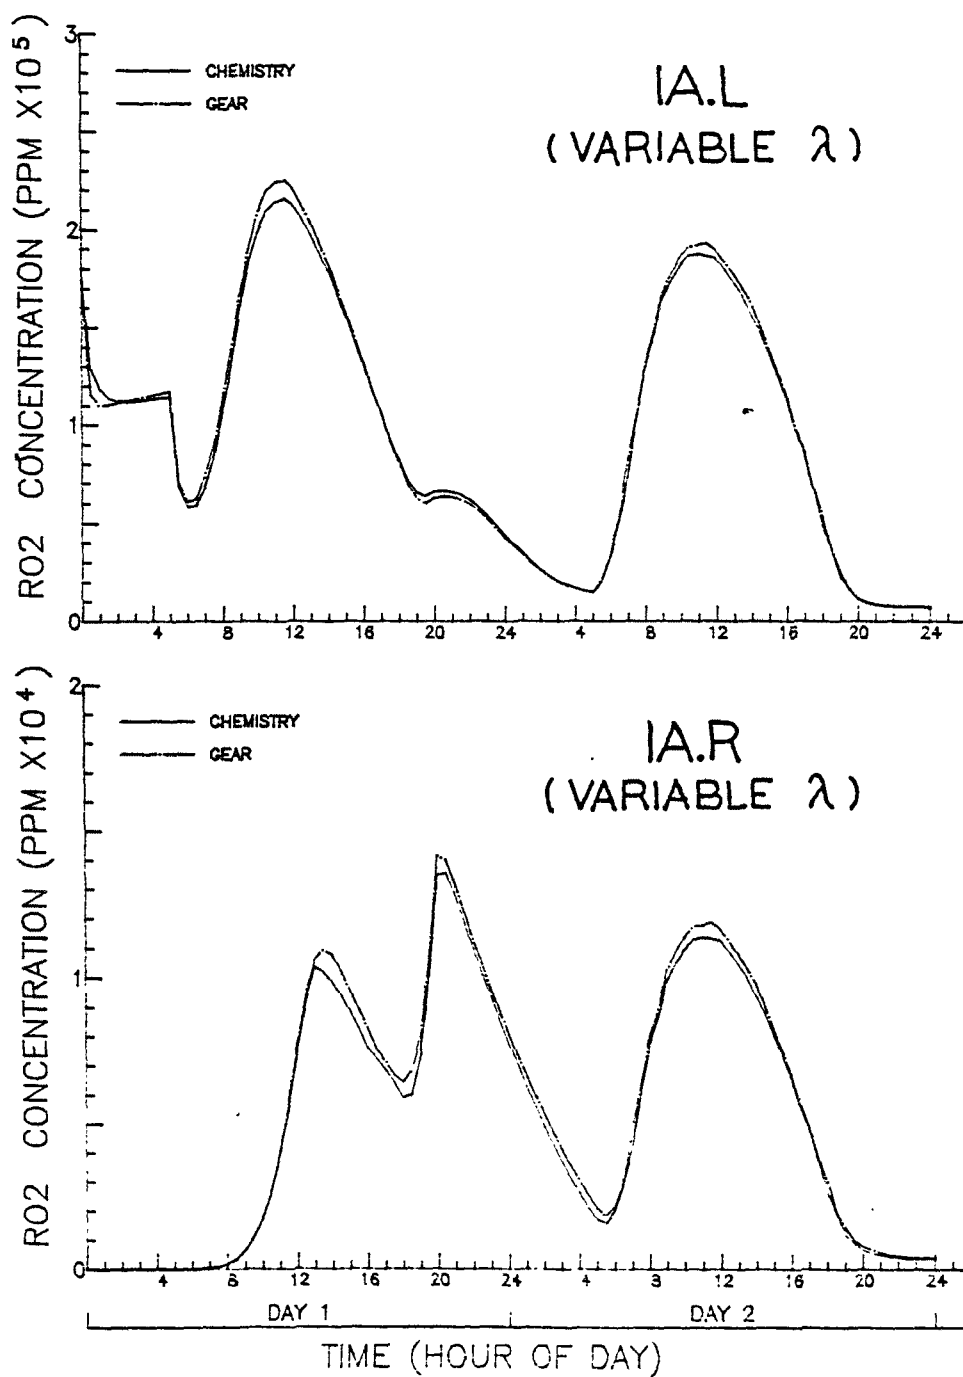 RO2 CONCENTRATION (PPM X10⁵)
3
2
1
0
CHEMISTRY
GEAR
IA.L
(VARIABLE λ)
4 8 12 16 20 24 4 8 12 16 20 24
RO2 CONCENTRATION (PPM X10⁴)
2
1
0
CHEMISTRY
GEAR
IA.R
(VARIABLE λ)
4 8 12 16 20 24 4 8 12 16 20 24
DAY 1 DAY 2
TIME (HOUR OF DAY)